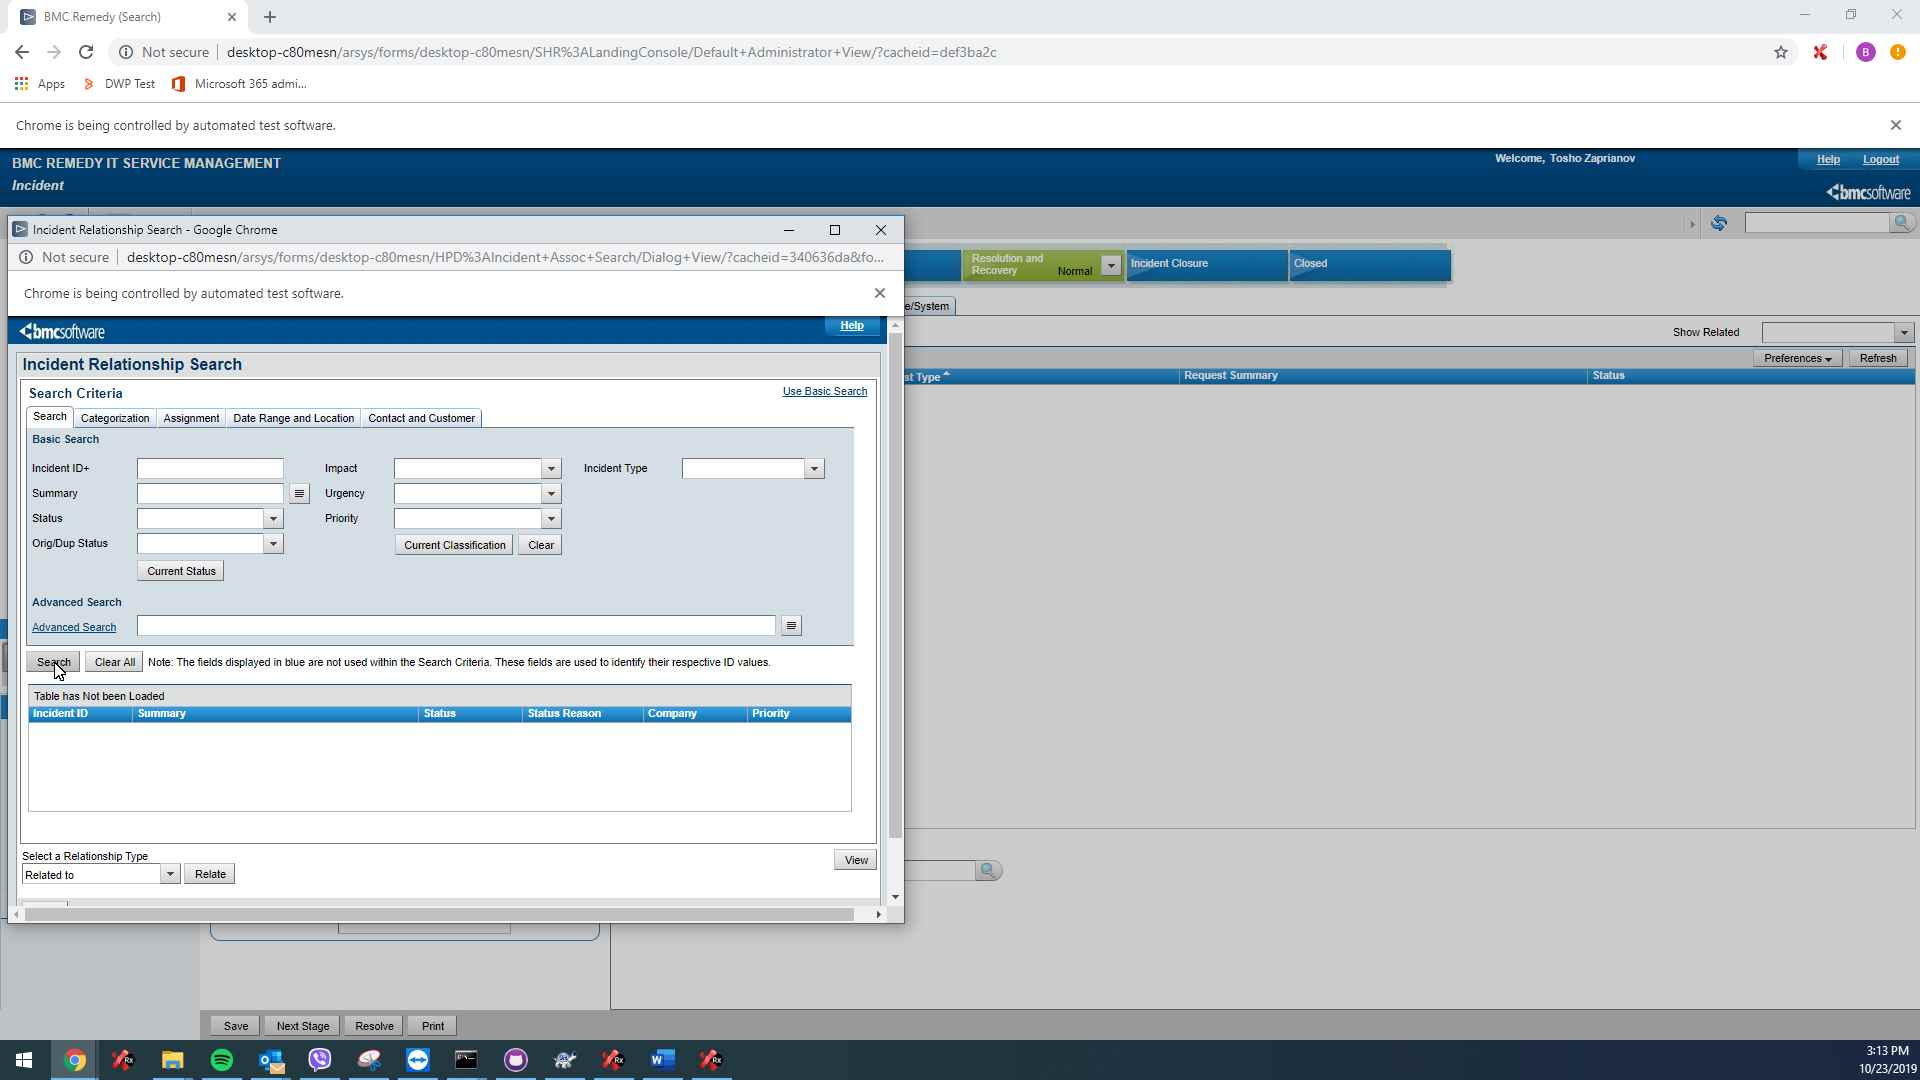 BMC Remedy (Search)
Not secure desktop-c80mesn/arsys/forms/desktop-c80mesn/SHR%3ALandingConsole/Default+Administrator+View/?cacheid=def3ba2c
B
Apps DWP Test Microsoft 365 admi...
Chrome is being controlled by automated test software.
BMC REMEDY IT SERVICE MANAGEMENT Welcome, Tosho Zaprianov Help Logout
Incident
bmcsoftware
Incident Relationship Search - Google Chrome
Not secure desktop-c80mesn/arsys/forms/desktop-c80mesn/HPD%3AIncident+Assoc+Search/Dialog+View/?cacheid=340636da&fo...
Chrome is being controlled by automated test software.
Resolution and Recovery Normal Incident Closure Closed
e/System
Show Related
Preferences Refresh
st Type Request Summary Status
bmcsoftware Help
Incident Relationship Search
Search Criteria Use Basic Search
Search Categorization Assignment Date Range and Location Contact and Customer
Basic Search
Incident ID+ Impact Incident Type
Summary Urgency
Status Priority
Orig/Dup Status Current Classification Clear
Current Status
Advanced Search
Advanced Search
Search Clear All Note: The fields displayed in blue are not used within the Search Criteria. These fields are used to identify their respective ID values.
Table has Not been Loaded
Incident ID Summary Status Status Reason Company Priority
Select a Relationship Type View
Related to Relate
Save Next Stage Resolve Print
3:13 PM
10/23/2019